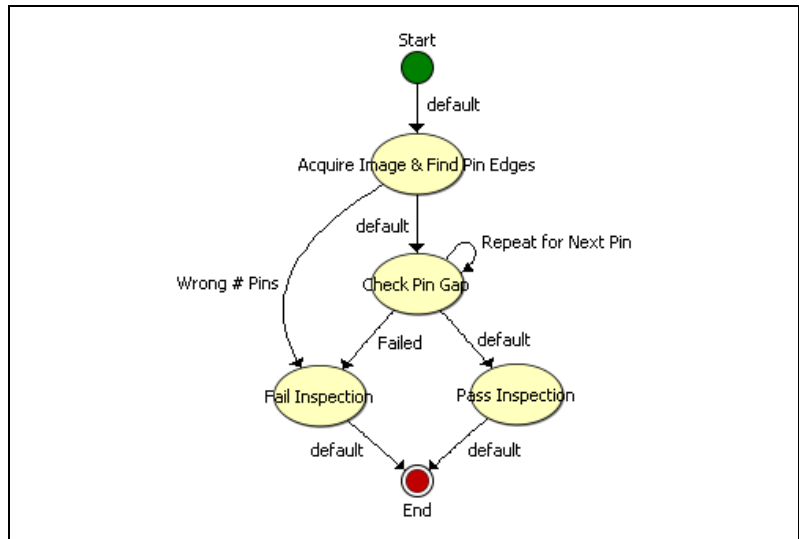 Start
default
Acquire Image & Find Pin Edges
default
Repeat for Next Pin
Wrong # Pins
Check Pin Gap
Failed
default
Fail Inspection
Pass Inspection
default
default
End